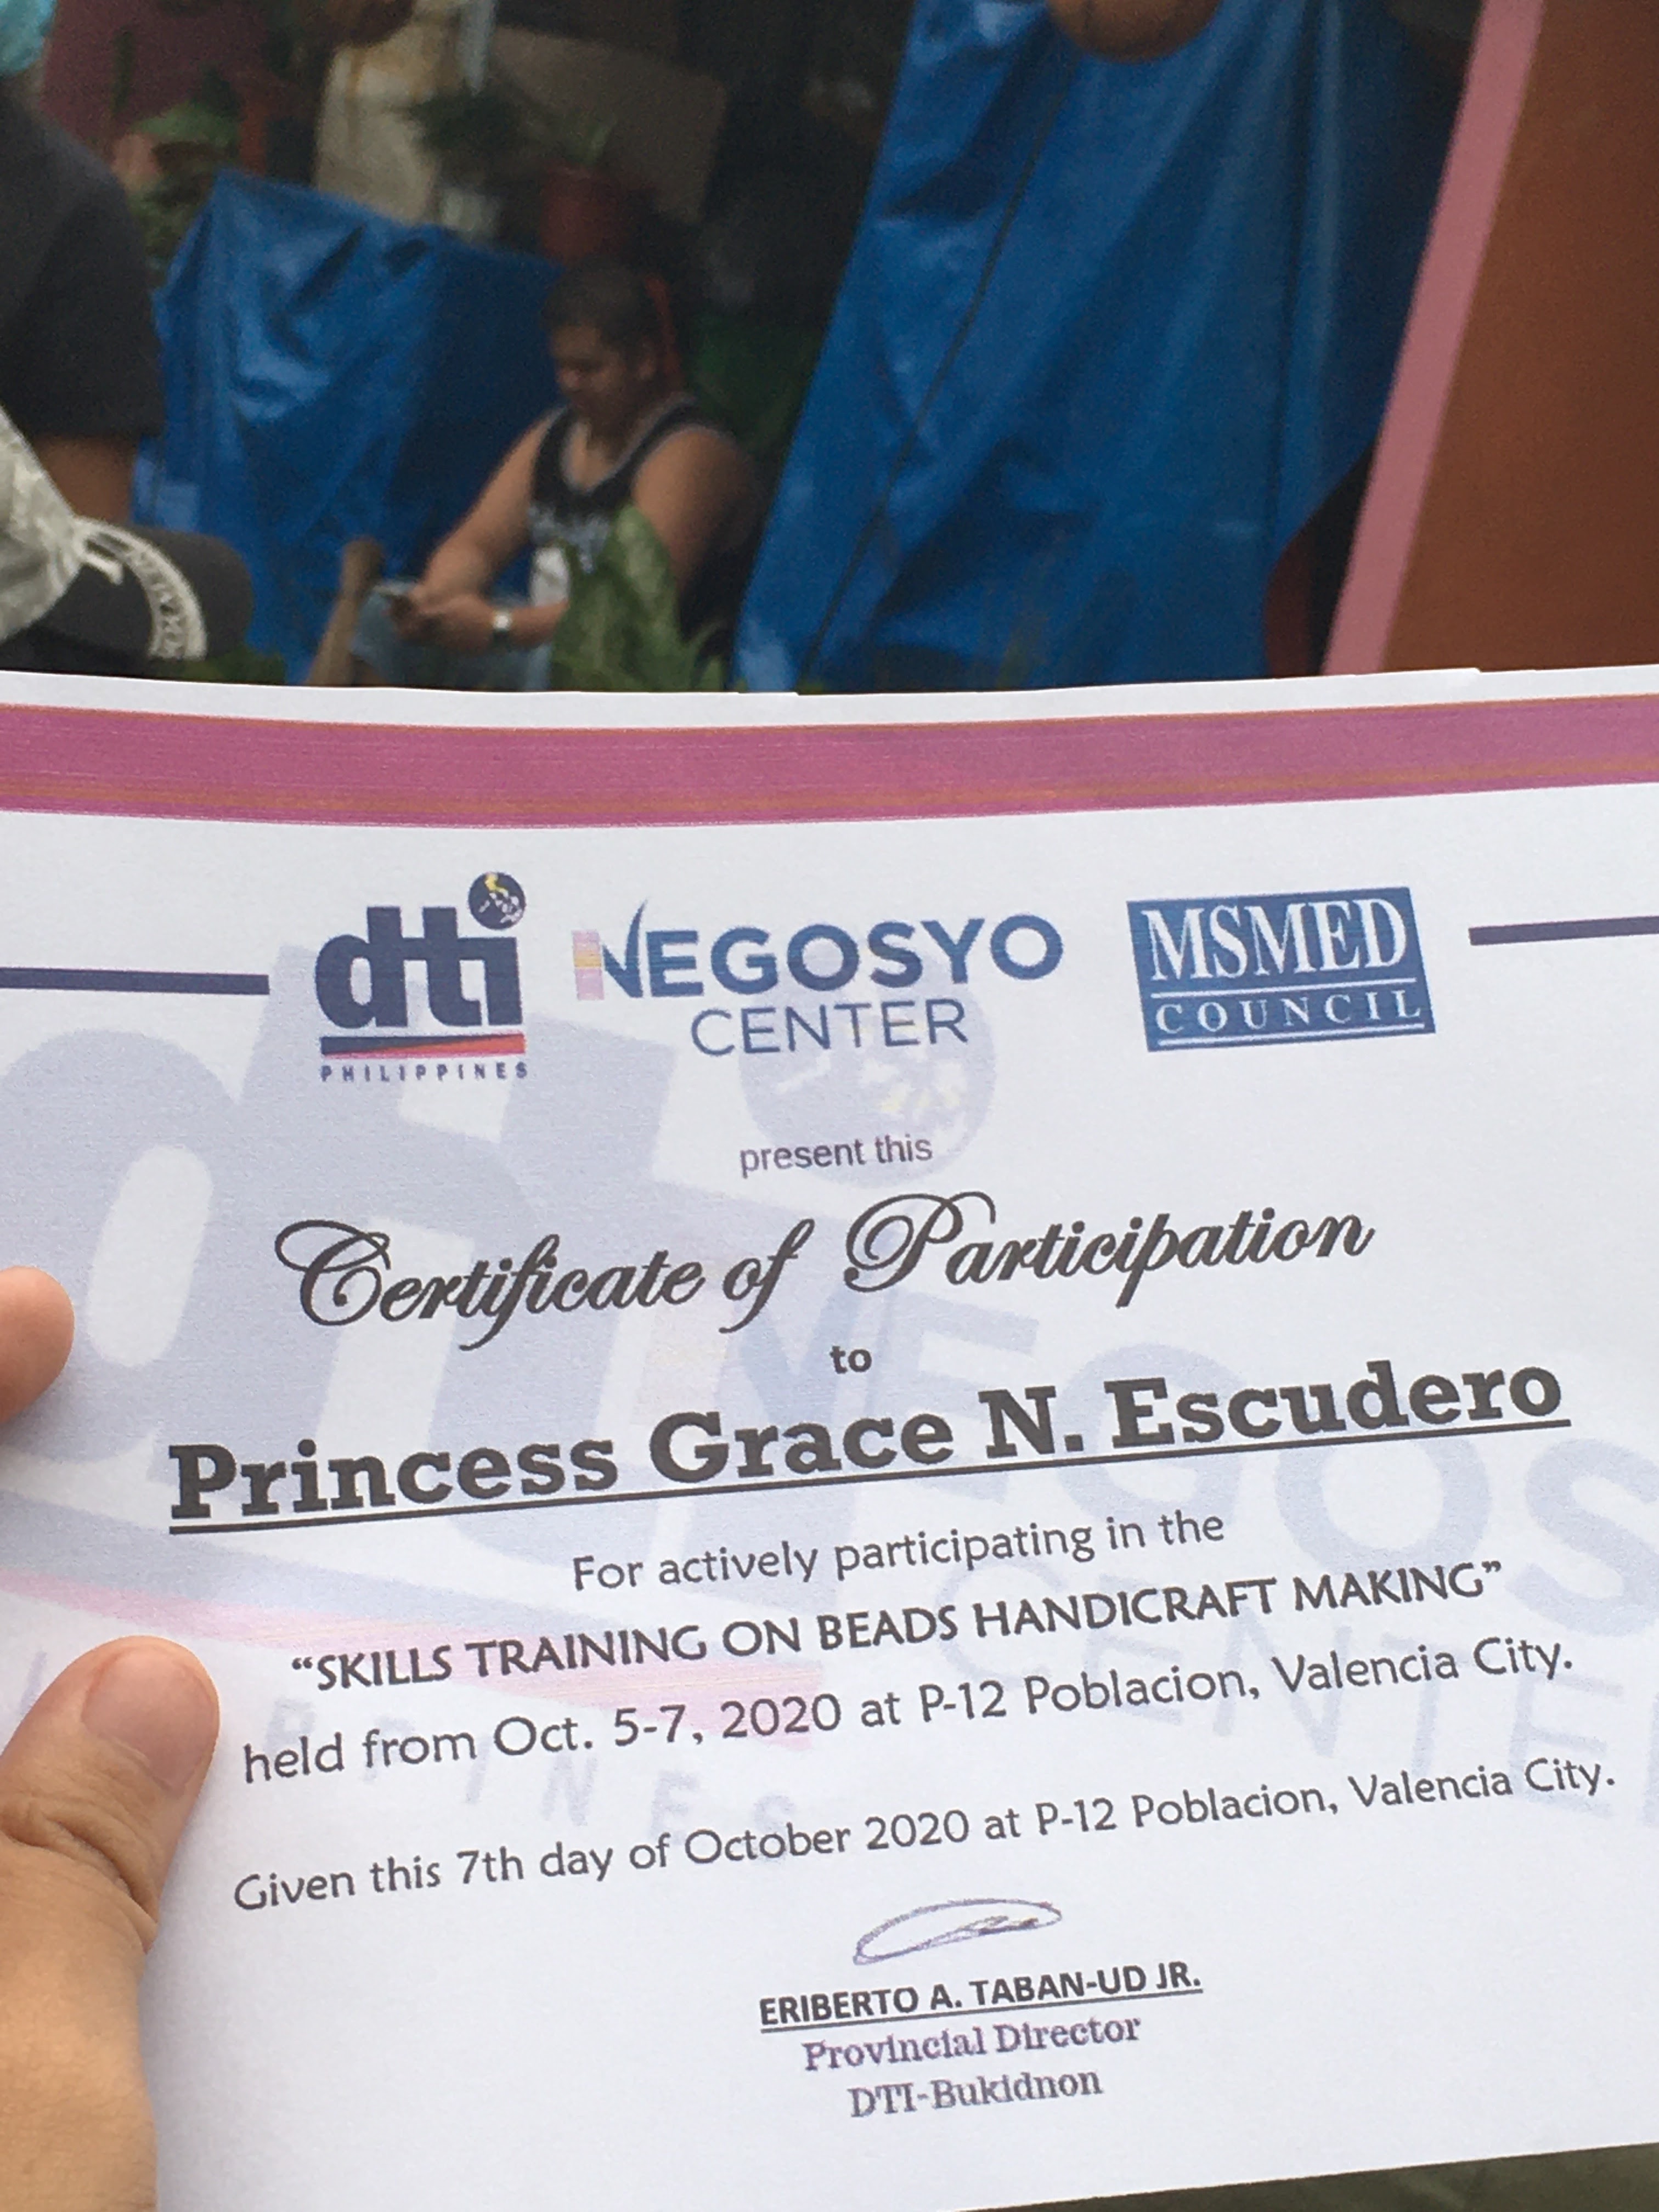 dti
PHILIPPINES
NEGOSYO
CENTER
MSMED
COUNCIL
present this
Certificate of Participation
to
Princess Grace N. Escudero
For actively participating in the
“SKILLS TRAINING ON BEADS HANDICRAFT MAKING”
held from Oct. 5-7, 2020 at P-12 Poblacion, Valencia City.
Given this 7th day of October 2020 at P-12 Poblacion, Valencia City.
ERIBERTO A. TABAN-UD JR.
Provincial Director
DTI-Bukidnon